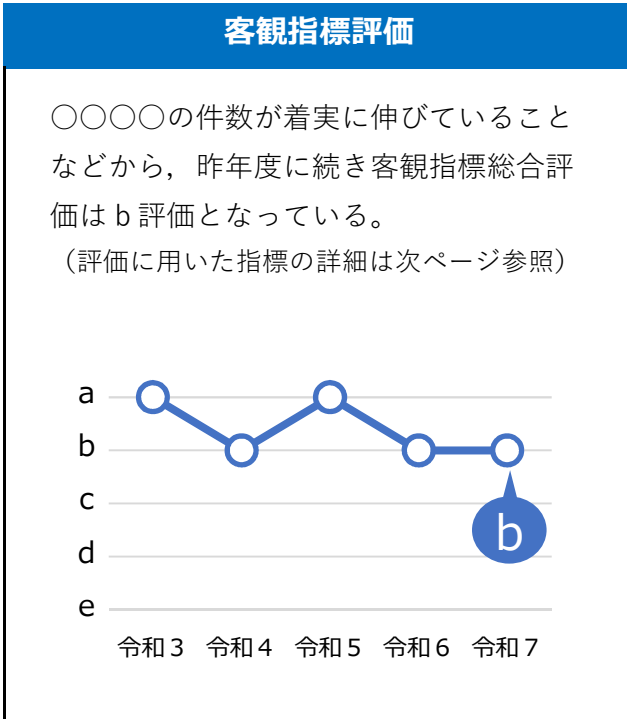 客観指標評価
○○○○の件数が着実に伸びていること
などから，昨年度に続き客観指標総合評
価はｂ評価となっている。
（評価に用いた指標の詳細は次ページ参照）
a
b
c
d
e
b
令和３ 令和４ 令和５ 令和６ 令和７